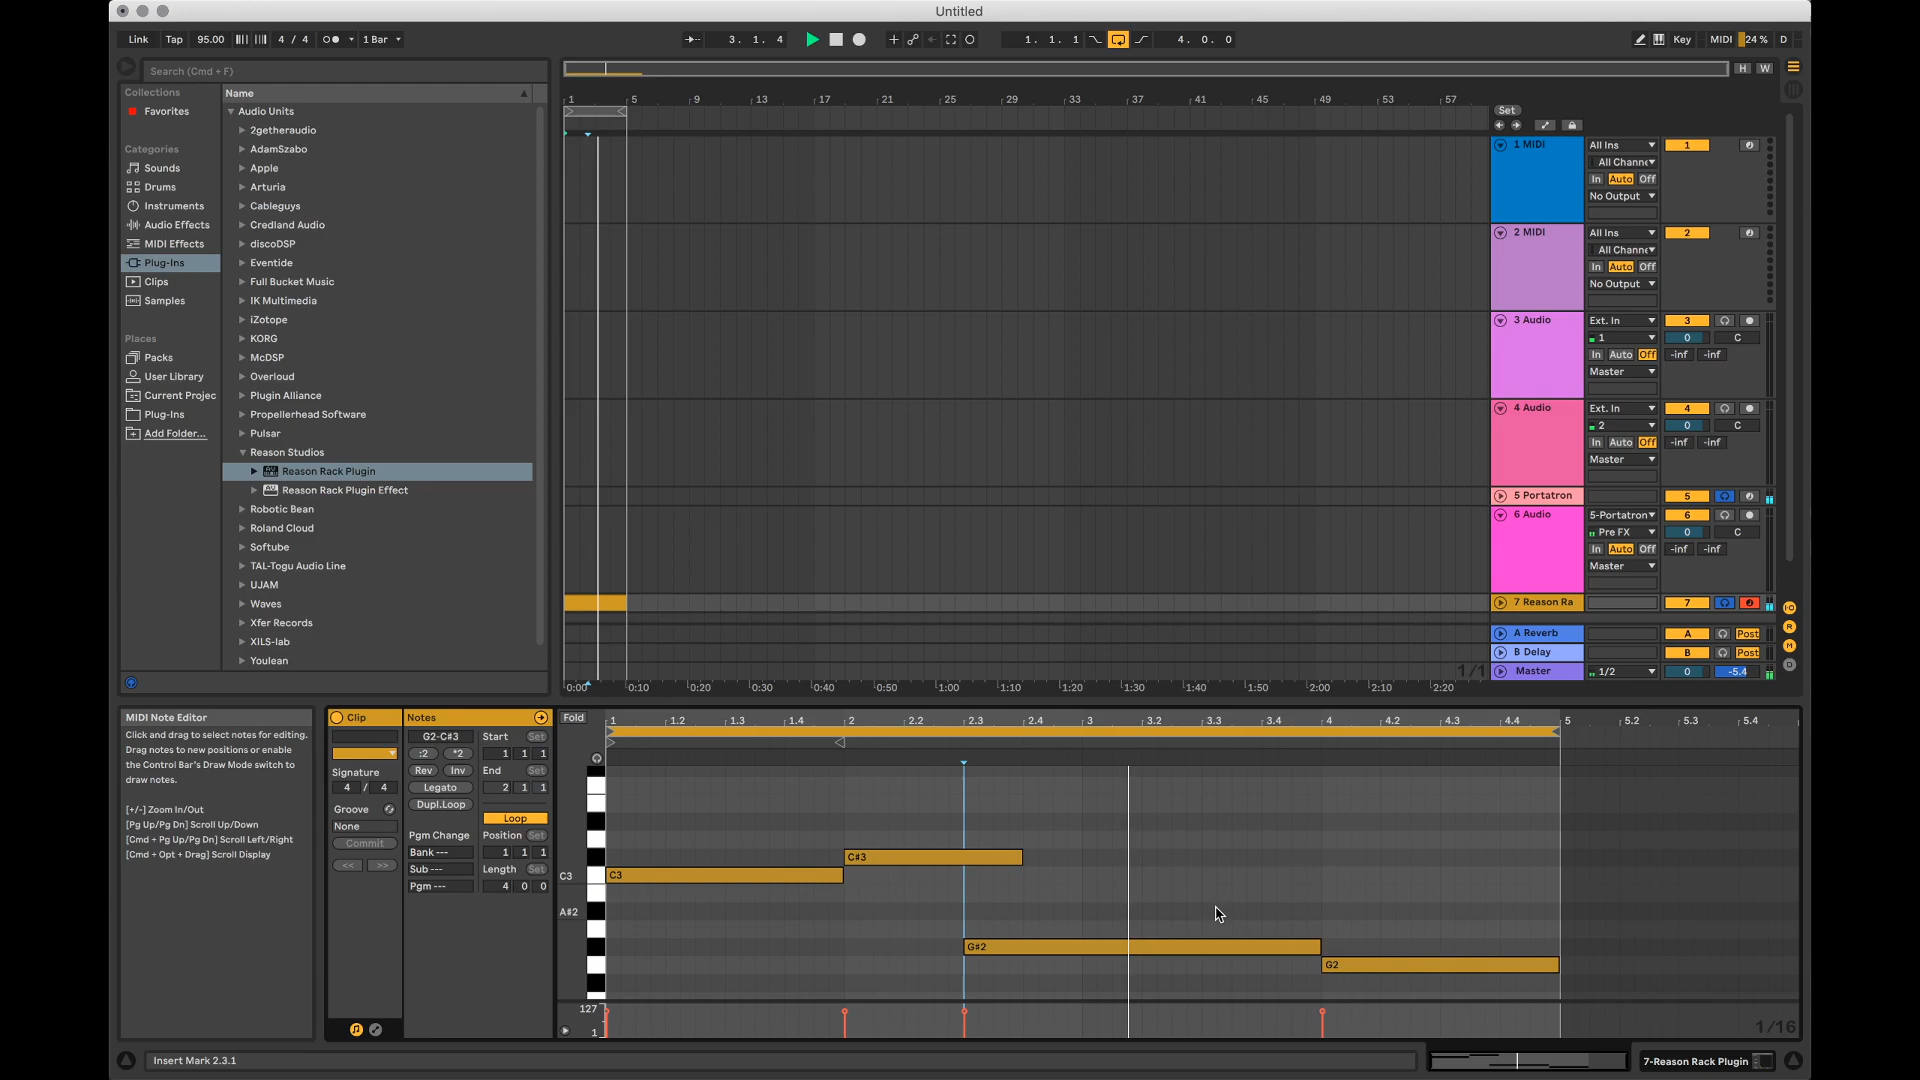 Untitled
Link Tap 95.00 4 / 4 1 Bar 3. 1. 4 1. 1. 1 4. 0. 0 Key MIDI 24 % D
Search (Cmd + F)
H W
Collections
Favorites
Categories
Sounds
Drums
Instruments
Audio Effects
MIDI Effects
Plug-Ins
Clips
Samples
Places
Packs
User Library
Current Projec
Plug-Ins
Add Folder...
Name
Audio Units
2getheraudio
AdamSzabo
Apple
Arturia
Cableguys
Credland Audio
discoDSP
Eventide
Full Bucket Music
IK Multimedia
iZotope
KORG
McDSP
Overloud
Plugin Alliance
Propellerhead Software
Pulsar
Reason Studios
Reason Rack Plugin
Reason Rack Plugin Effect
Robotic Bean
Roland Cloud
Softube
TAL-Togu Audio Line
UJAM
Waves
Xfer Records
XILS-lab
Youlean
1 5 9 13 17 21 25 29 33 37 41 45 49 53 57
Set
1 MIDI All Ins 1
All Channe
In Auto Off
No Output
2 MIDI All Ins 2
All Channe
In Auto Off
No Output
3 Audio Ext. In 3
1 0 C
In Auto Off -inf -inf
Master
4 Audio Ext. In 4
2 0 C
In Auto Off -inf -inf
Master
5 Portatron 5
6 Audio 5-Portatron 6
Pre FX 0 C
In Auto Off -inf -inf
Master
7 Reason Ra 7
A Reverb A Post
B Delay B Post
Master 1/2 0 -5.4
1/1
0:00 0:10 0:20 0:30 0:40 0:50 1:00 1:10 1:20 1:30 1:40 1:50 2:00 2:10 2:20
I-O
R
M
D
MIDI Note Editor
Click and drag to select notes for editing.
Drag notes to new positions or enable
the Control Bar's Draw Mode switch to
draw notes.
[+/-] Zoom In/Out
[Pg Up/Pg Dn] Scroll Up/Down
[Cmd + Pg Up/Pg Dn] Scroll Left/Right
[Cmd + Opt + Drag] Scroll Display
Clip
Signature
4 / 4
Groove
None
Commit
<< >>
Notes
G2-C#3
:2 *2
Rev Inv
Legato
Dupl.Loop
Pgm Change
Bank ---
Sub ---
Pgm ---
Start Set
1 1 1
End Set
2 1 1
Loop
Position Set
1 1 1
Length Set
4 0 0
Fold 1 1.2 1.3 1.4 2 2.2 2.3 2.4 3 3.2 3.3 3.4 4 4.2 4.3 4.4 5 5.2 5.3 5.4
C#3
C3 C3
A#2
G#2
G2
127
1
1/16
Insert Mark 2.3.1
7-Reason Rack Plugin